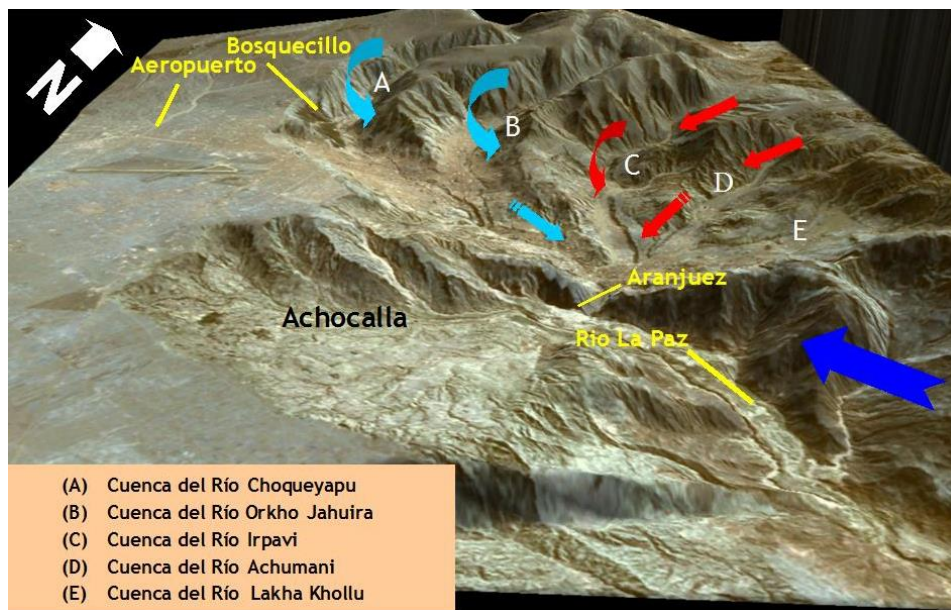 N
Bosquecillo
Aeropuerto
A
B
C
D
E
Aranjuez
Achocalla
Rio La Paz
(A) Cuenca del Río Choqueyapu
(B) Cuenca del Río Orkho Jahuira
(C) Cuenca del Río Irpavi
(D) Cuenca del Río Achumani
(E) Cuenca del Río Lakha Khollu